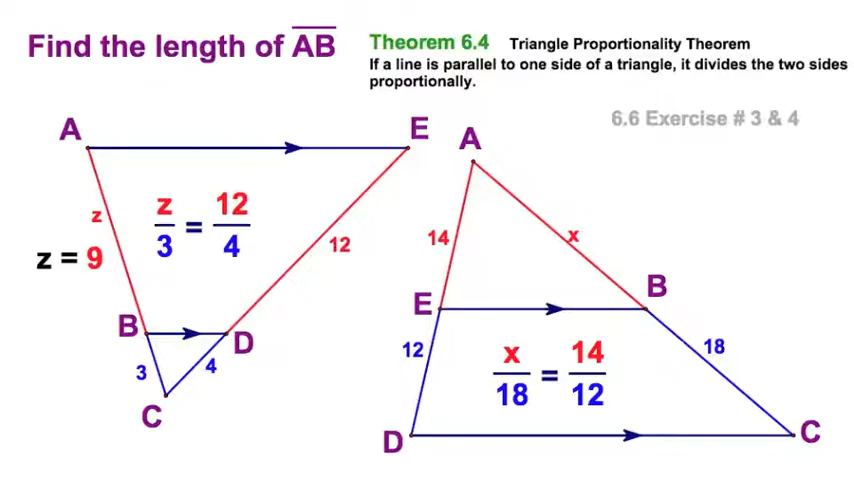 Find the length of AB
Theorem 6.4 Triangle Proportionality Theorem
If a line is parallel to one side of a triangle, it divides the two sides
proportionally.
6.6 Exercise # 3 & 4
A
E
z
z/3 = 12/4
z = 9
12
B
D
3
4
C
A
14
x
E
B
12
18
x/18 = 14/12
D
C